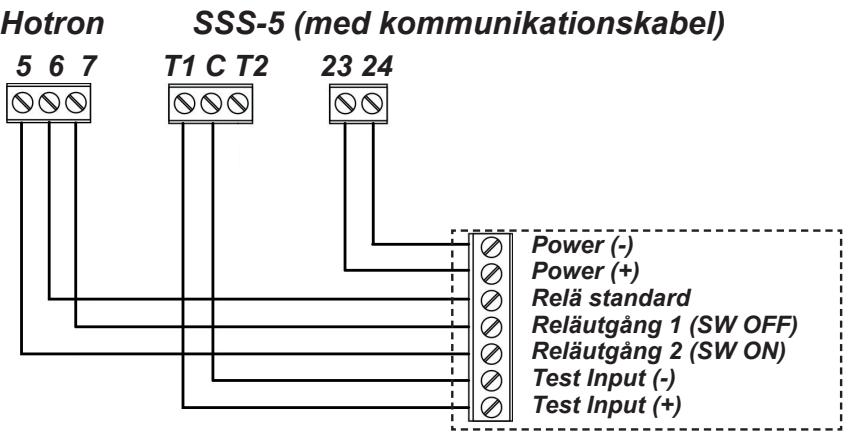 Hotron SSS-5 (med kommunikationskabel)
5 6 7 T1 C T2 23 24
Power (-)
Power (+)
Relä standard
Reläutgång 1 (SW OFF)
Reläutgång 2 (SW ON)
Test Input (-)
Test Input (+)